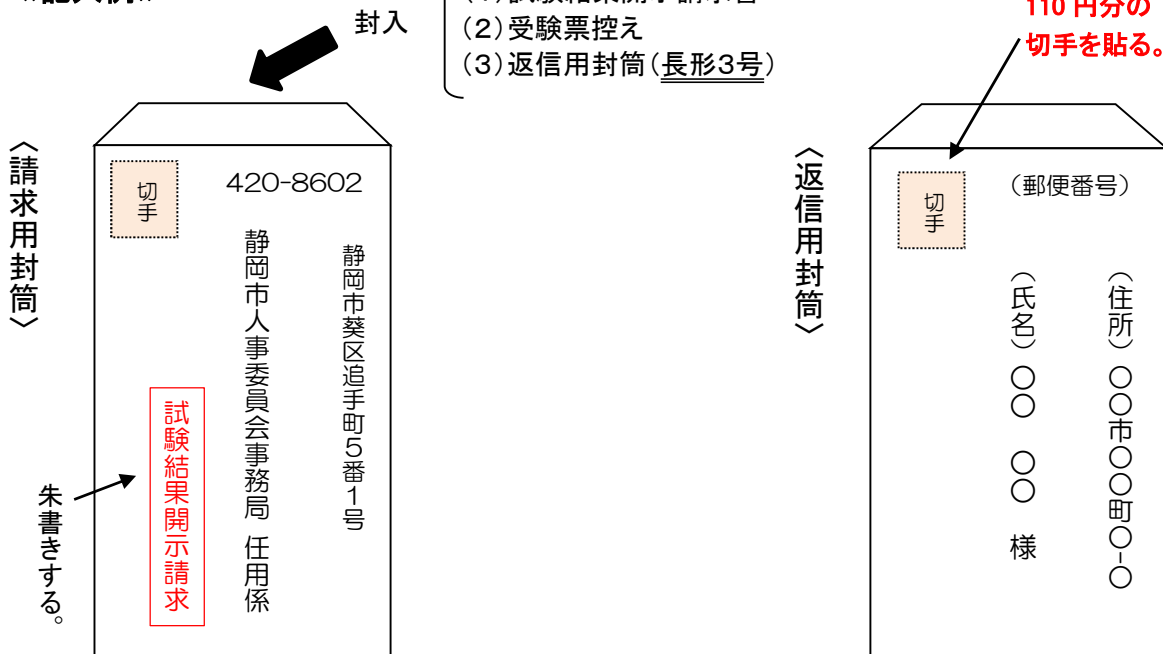 封入
(2)受験票控え
(3)返信用封筒(長形3号)
110 円分の
切手を貼る。
〈請求用封筒〉
切手
420-8602
静岡市葵区追手町5番1号
静岡市人事委員会事務局 任用係
試験結果開示請求
朱書きする。
〈返信用封筒〉
切手
(郵便番号)
(住所)〇〇市〇〇町〇-〇
(氏名)〇〇 〇〇 様